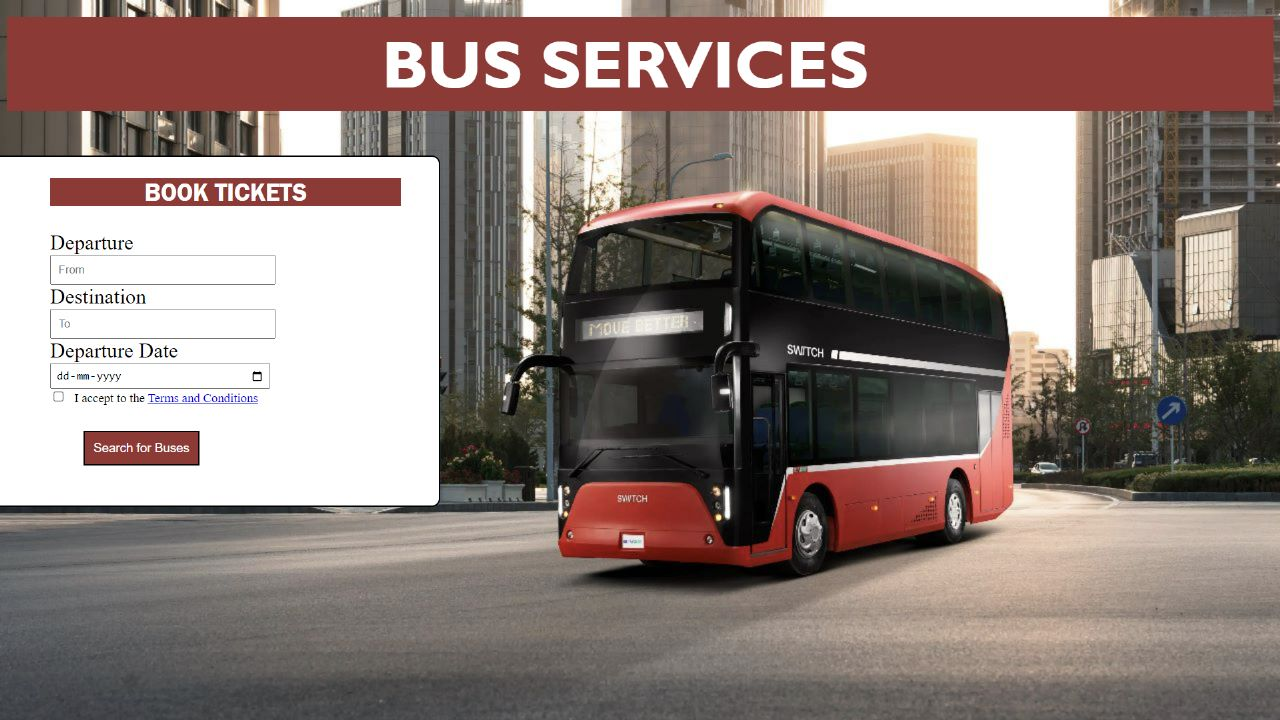 BUS SERVICES
BOOK TICKETS
Departure
From
Destination
To
Departure Date
dd-mm-yyyy
I accept to the Terms and Conditions
Search for Buses
MOVE BETTER
SWITCH
SWITCH